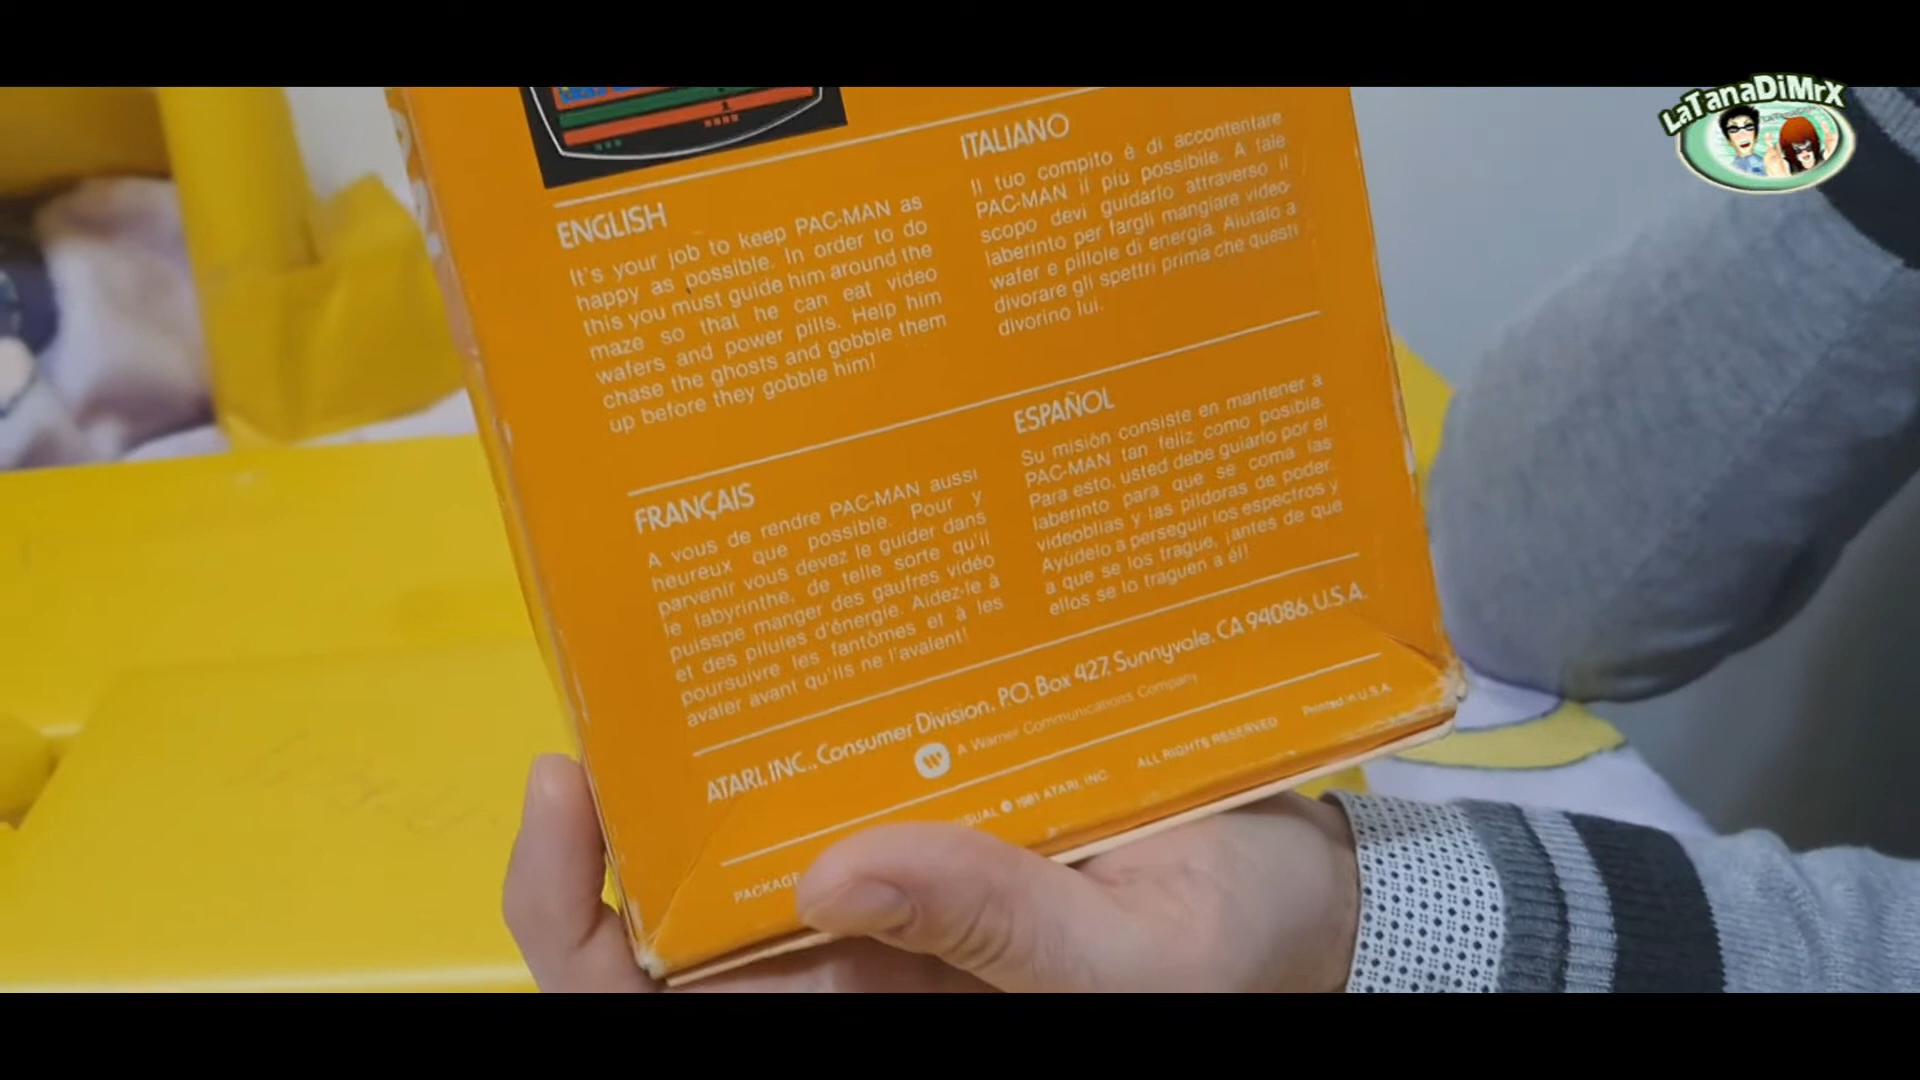 LaTanaDiMrX
ENGLISH
It's your job to keep PAC-MAN as
happy as possible. In order to do
this you must guide him around the
maze so that he can eat video
wafers and power pills. Help him
chase the ghosts and gobble them
up before they gobble him!
ITALIANO
Il tuo compito è di accontentare
PAC-MAN il più possibile. A tale
scopo devi guidarlo attraverso il
laberinto per fargli mangiare video-
wafer e pillole di energia. Aiutalo a
divorare gli spettri prima che questi
divorino lui.
FRANÇAIS
A vous de rendre PAC-MAN aussi
heureux que possible. Pour y
parvenir vous devez le guider dans
le labyrinthe, de telle sorte qu'il
puisspe manger des gaufres vidéo
et des pilules d'énergie. Aidez-le à
poursuivre les fantômes et à les
avaler avant qu'ils ne l'avalent!
ESPAÑOL
Su misión consiste en mantener a
PAC-MAN tan feliz como posible.
Para esto, usted debe guiarlo por el
laberinto para que se coma las
videoblias y las píldoras de poder.
Ayúdelo a perseguir los espectros y
a que se los trague, ¡antes de que
ellos se lo traguen a él!
ATARI, INC., Consumer Division, P.O. Box 427, Sunnyvale, CA 94086, U.S.A.
A Warner Communications Company
PACKAGE ALL RIGHTS RESERVED Printed in U.S.A.
© 1981 ATARI, INC.